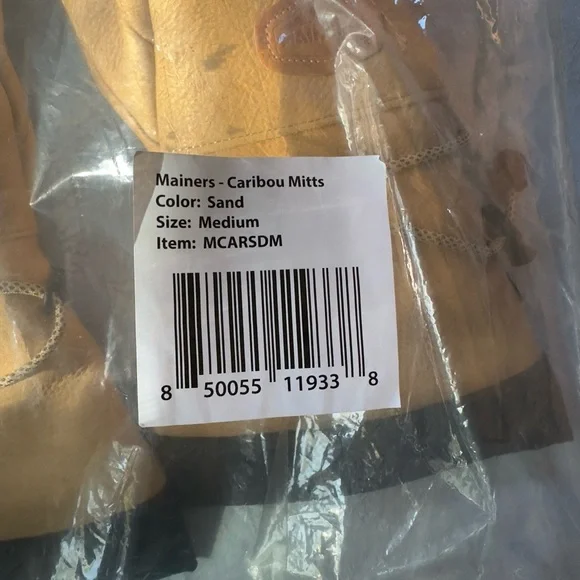 Mainers - Caribou Mitts
Color: Sand
Size: Medium
Item: MCARSDM
8 50055 11933 8